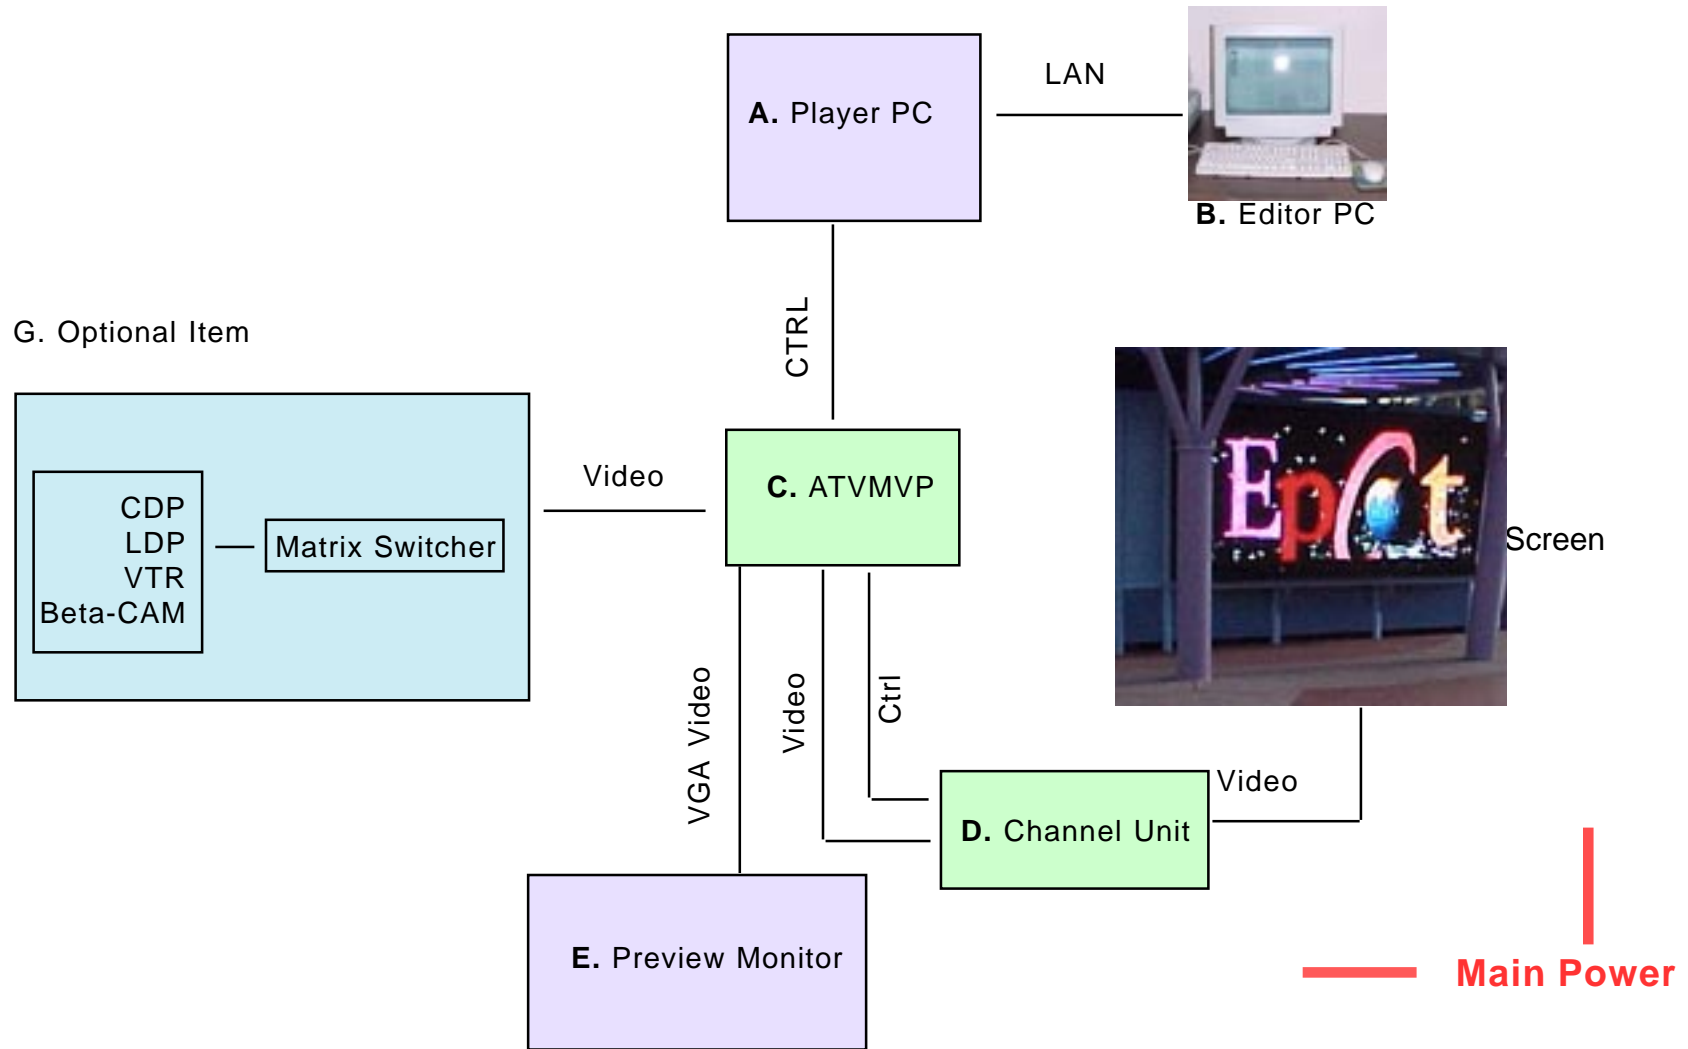 A. Player PC
LAN
B. Editor PC
CTRL
G. Optional Item
CDP
LDP
VTR
Beta-CAM
Matrix Switcher
Video
C. ATVMVP
Epcot
Screen
VGA Video
Video
Ctrl
D. Channel Unit
Video
E. Preview Monitor
Main Power